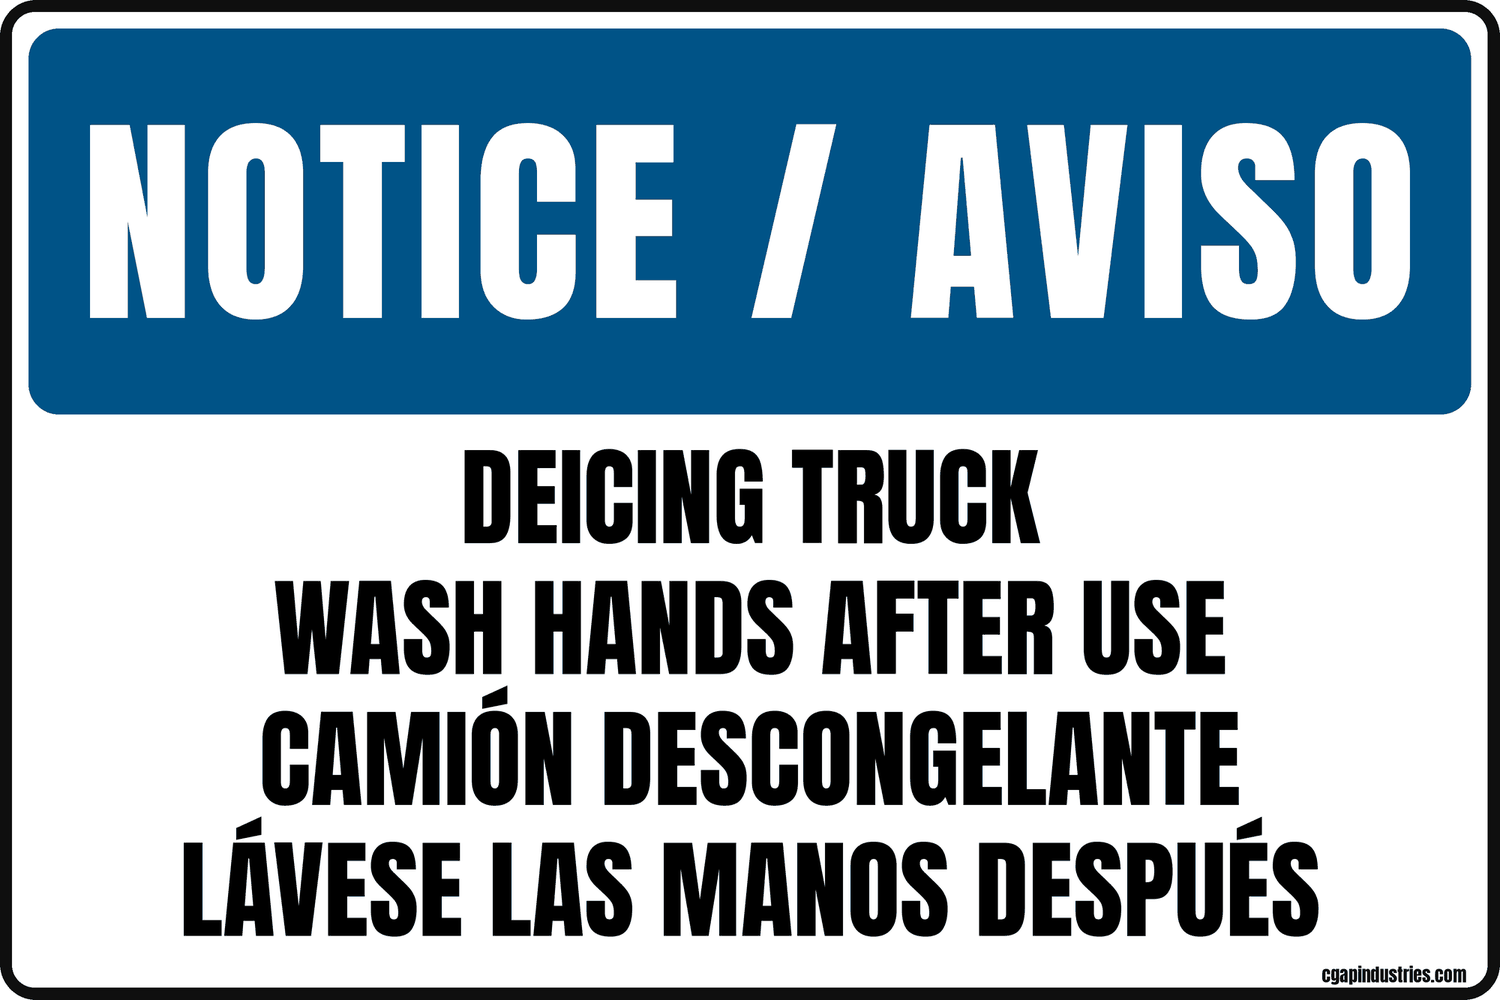 NOTICE / AVISO
DEICING TRUCK
WASH HANDS AFTER USE
CAMIÓN DESCONGELANTE
LÁVESE LAS MANOS DESPUÉS
cgapindustries.com